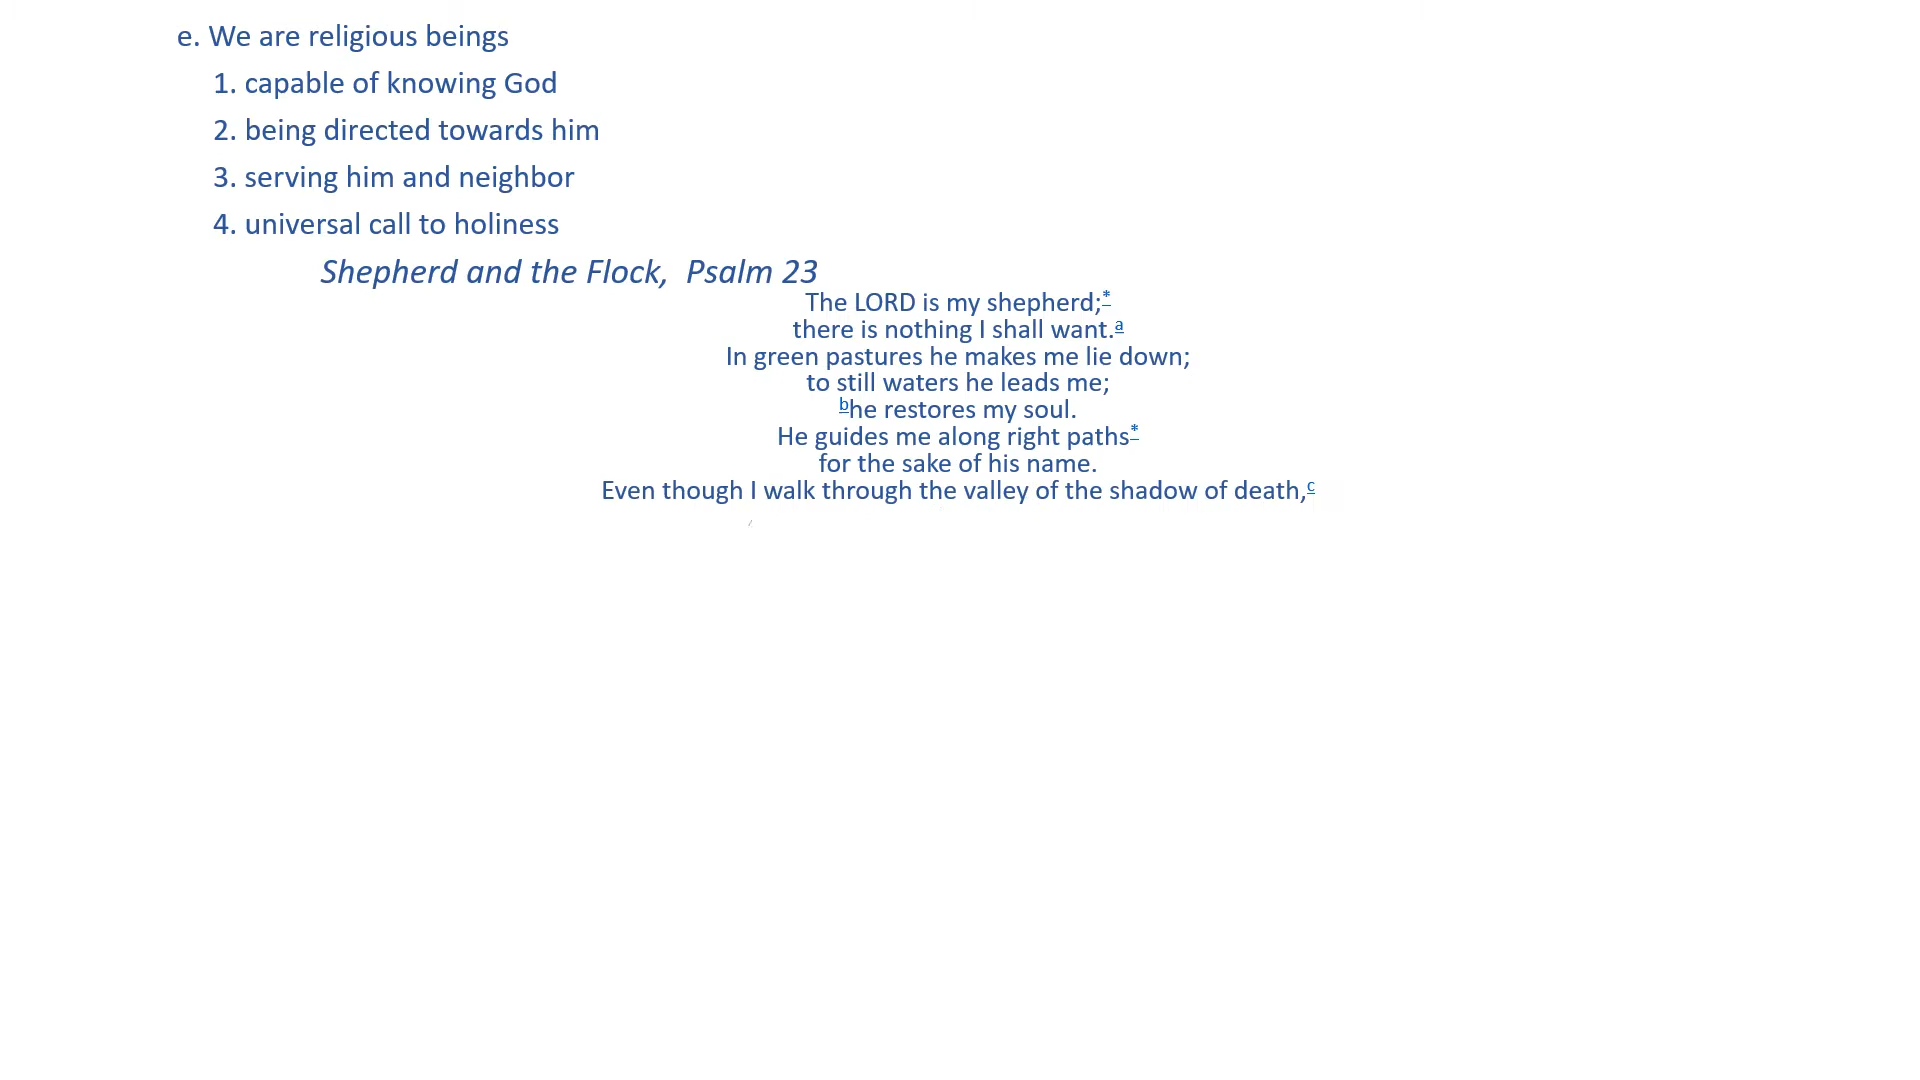 e. We are religious beings
1. capable of knowing God
2. being directed towards him
3. serving him and neighbor
4. universal call to holiness
Shepherd and the Flock,  Psalm 23
The LORD is my shepherd;*
there is nothing I shall want.a
In green pastures he makes me lie down;
to still waters he leads me;
bhe restores my soul.
He guides me along right paths*
for the sake of his name.
Even though I walk through the valley of the shadow of death,c